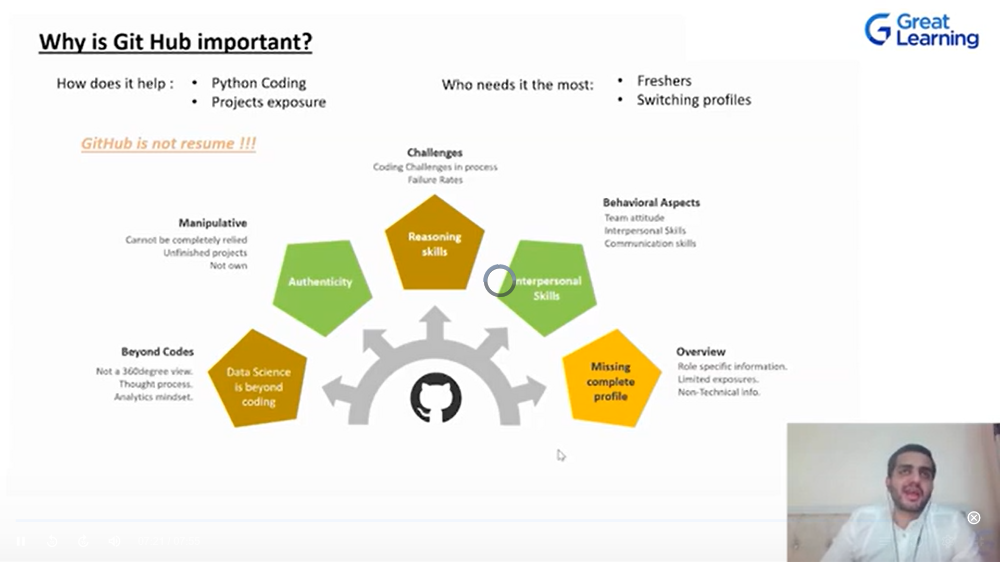 Great
Learning
Why is Git Hub important?
How does it help :
• Python Coding
• Projects exposure
Who needs it the most:
• Freshers
• Switching profiles
GitHub is not resume !!!
Challenges
Coding Challenges in process
Failure Rates
Behavioral Aspects
Team attitude
Interpersonal Skills
Communication skills
Manipulative
Cannot be completely relied
Unfinished projects
Not own
Reasoning
skills
Authenticity
nterpersonal
Skills
Beyond Codes
Not a 360degree view.
Thought process.
Analytics mindset.
Data Science
is beyond
coding
Missing
complete
profile
Overview
Role specific information.
Limited exposures.
Non-Technical info.
07:21 / 07:55